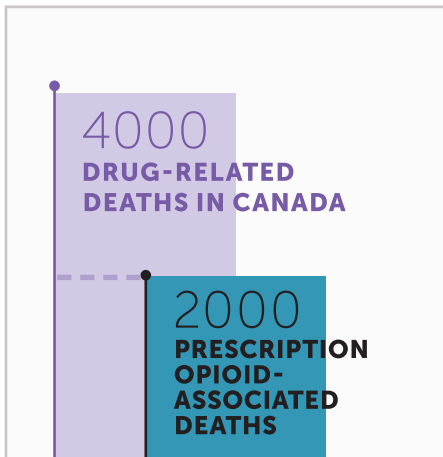 4000
DRUG-RELATED
DEATHS IN CANADA
2000
PRESCRIPTION
OPIOID-
ASSOCIATED
DEATHS